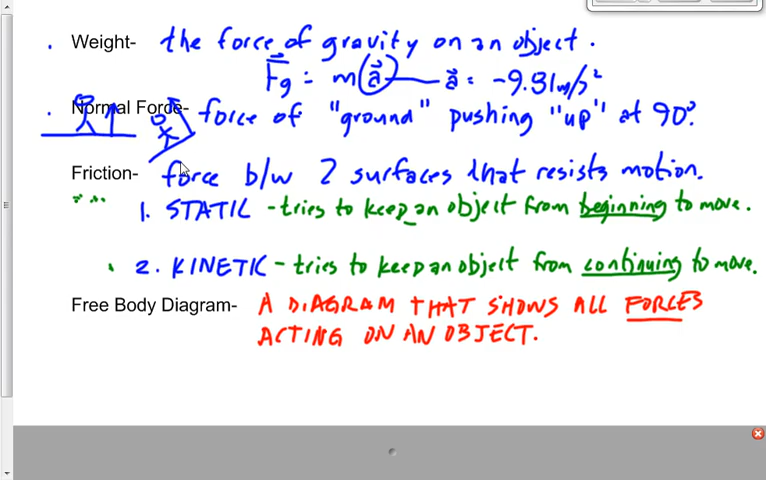 Weight- the force of gravity on an object.
Fg = m(a) a = -9.81m/s²
Normal Force- force of "ground" pushing "up" at 90°.
Friction- force b/w 2 surfaces that resists motion.
1. STATIC - tries to keep an object from beginning to move.
2. KINETIC - tries to keep an object from continuing to move.
Free Body Diagram- A DIAGRAM THAT SHOWS ALL FORCES
ACTING ON AN OBJECT.